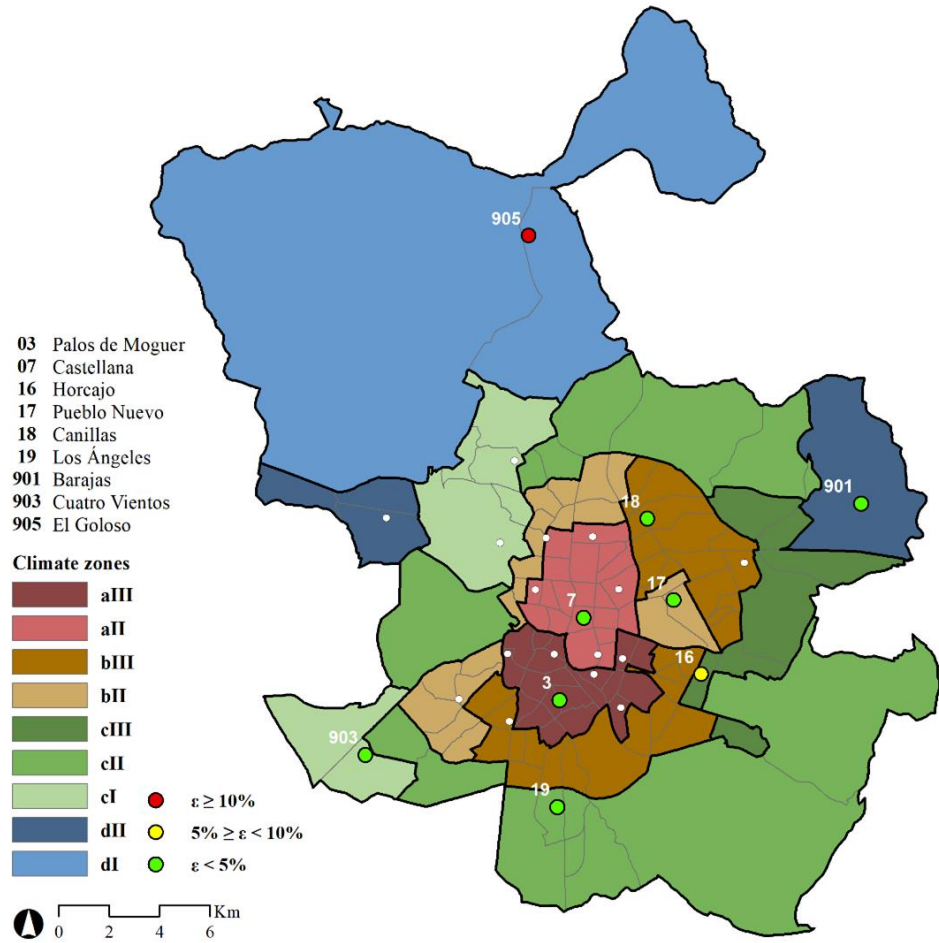 905
03 Palos de Moguer
07 Castellana
16 Horcajo
17 Pueblo Nuevo
18 Canillas
19 Los Ángeles
901 Barajas
903 Cuatro Vientos
905 El Goloso
18
901
17
7
16
3
903
19
Climate zones
aIII
aII
bIII
bII
cIII
cII
cI
dII
dI
ε ≥ 10%
5% ≥ ε < 10%
ε < 5%
Km
0 2 4 6